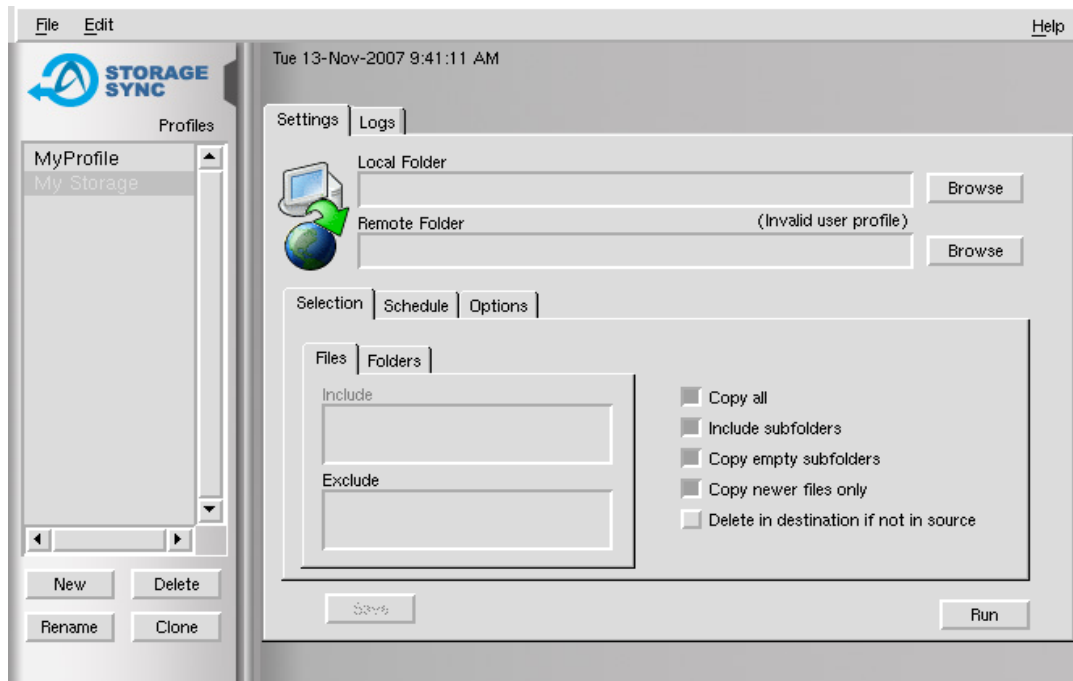 File Edit Help
STORAGE
SYNC
Profiles
MyProfile
My Storage
New Delete
Rename Clone
Tue 13-Nov-2007 9:41:11 AM
Settings Logs
Local Folder
Browse
Remote Folder (Invalid user profile)
Browse
Selection Schedule Options
Files Folders
Include
Exclude
Copy all
Include subfolders
Copy empty subfolders
Copy newer files only
Delete in destination if not in source
Save Run